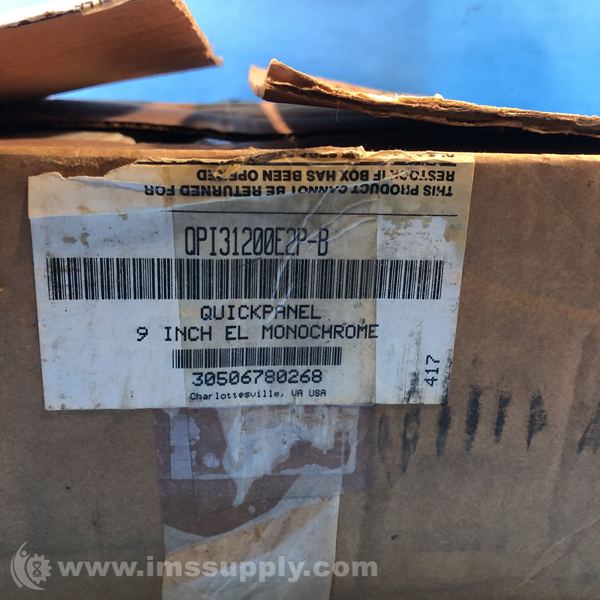 THIS PRODUCT CANNOT BE RETURNED FOR
RESTOCK IF BOX HAS BEEN OPENED
QPI31200E2P-B
QUICKPANEL
9 INCH EL MONOCHROME
30506780268
Charlottesville, VA USA
417
www.imssupply.com